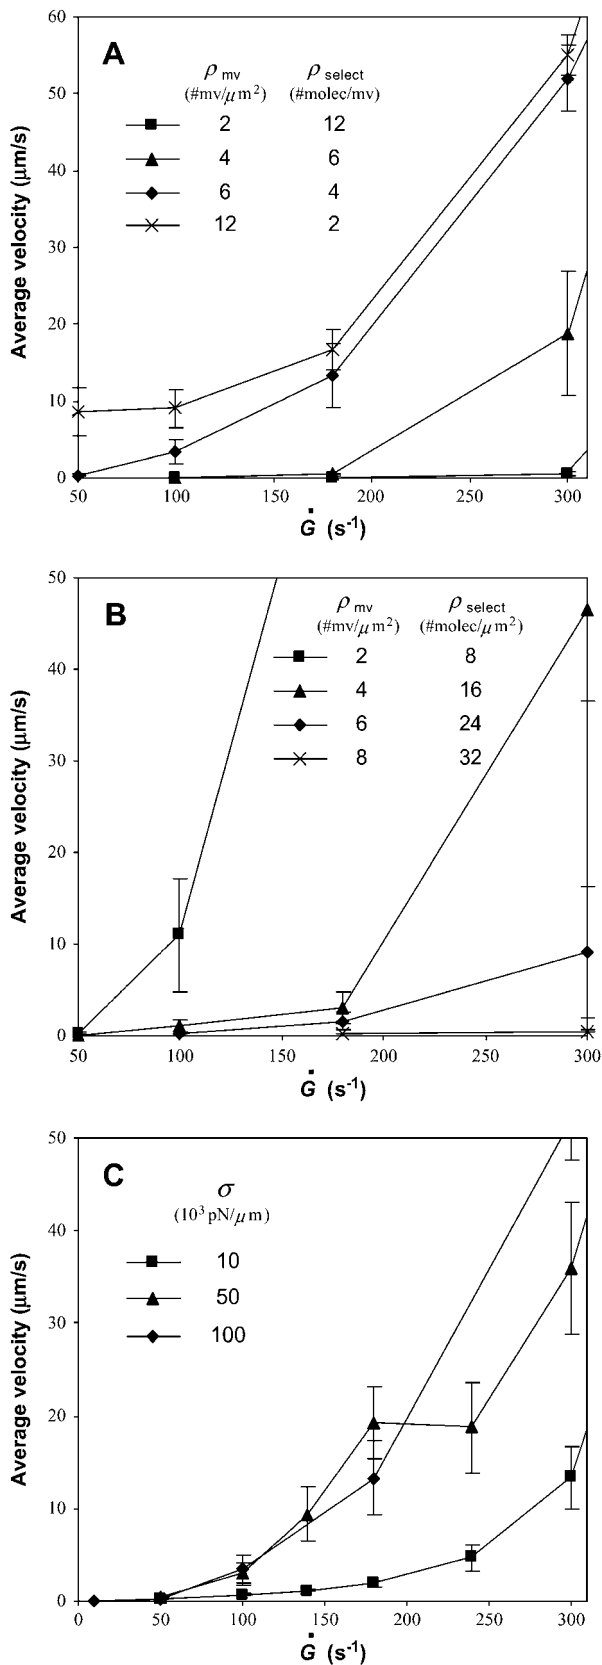 A
ρ mv ρ select
(#mv/μm²) (#molec/mv)
2 12
4 6
6 4
12 2
Average velocity (μm/s)
60
50
40
30
20
10
0
50 100 150 200 250 300
Ġ (s⁻¹)
B
ρ mv ρ select
(#mv/μm²) (#molec/μm²)
2 8
4 16
6 24
8 32
Average velocity (μm/s)
50
40
30
20
10
0
50 100 150 200 250 300
Ġ (s⁻¹)
C
σ
(10³ pN/μm)
10
50
100
Average velocity (μm/s)
50
40
30
20
10
0
0 50 100 150 200 250 300
Ġ (s⁻¹)